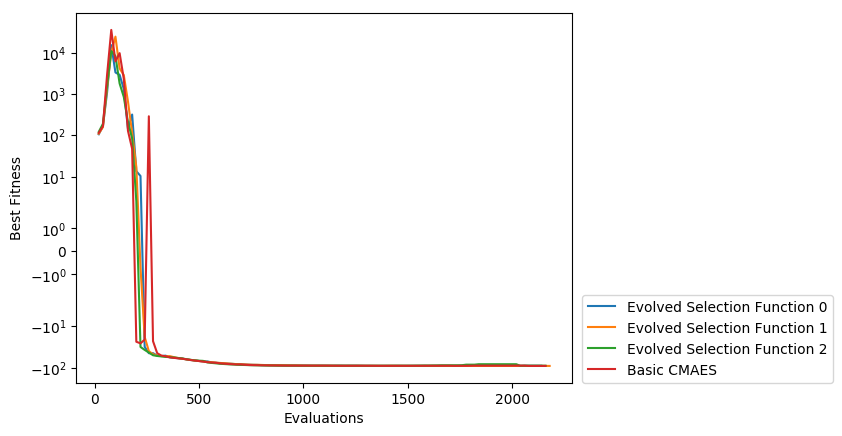 10^4
10^3
10^2
10^1
10^0
0
−10^0
−10^1
−10^2
Best Fitness
0
500
1000
1500
2000
Evaluations
Evolved Selection Function 0
Evolved Selection Function 1
Evolved Selection Function 2
Basic CMAES